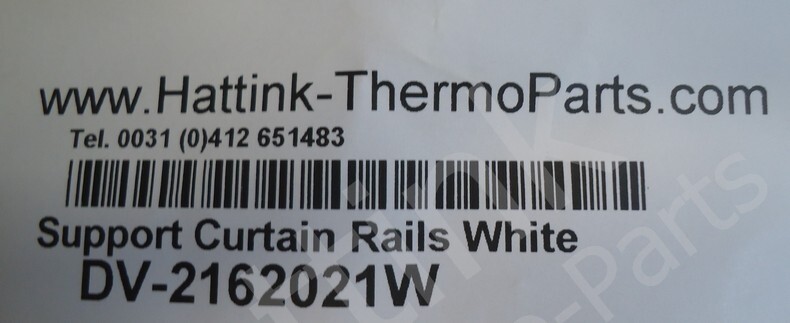 www.Hattink-ThermoParts.com
Tel. 0031 (0)412 651483
Support Curtain Rails White
DV-2162021W